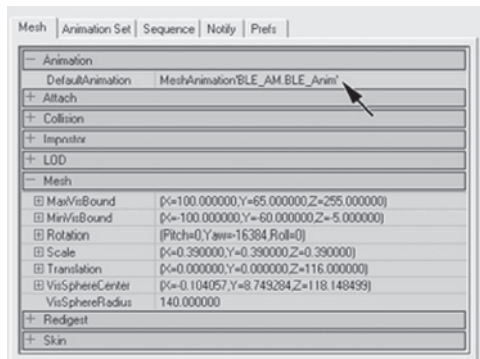 Mesh Animation Set Sequence Notify Prefs
Animation
DefaultAnimation MeshAnimation'BLE_AM.BLE_Anim'
Attach
Collision
Impostor
LOD
Mesh
MaxVisBound (X=100.000000,Y=65.000000,Z=255.000000)
MinVisBound (X=-100.000000,Y=-60.000000,Z=-5.000000)
Rotation (Pitch=0,Yaw=-16384,Roll=0)
Scale (X=0.390000,Y=0.390000,Z=0.390000)
Translation (X=0.000000,Y=0.000000,Z=116.000000)
VisSphereCenter (X=-0.104057,Y=8.749284,Z=118.148499)
VisSphereRadius 140.000000
Redigest
Skin